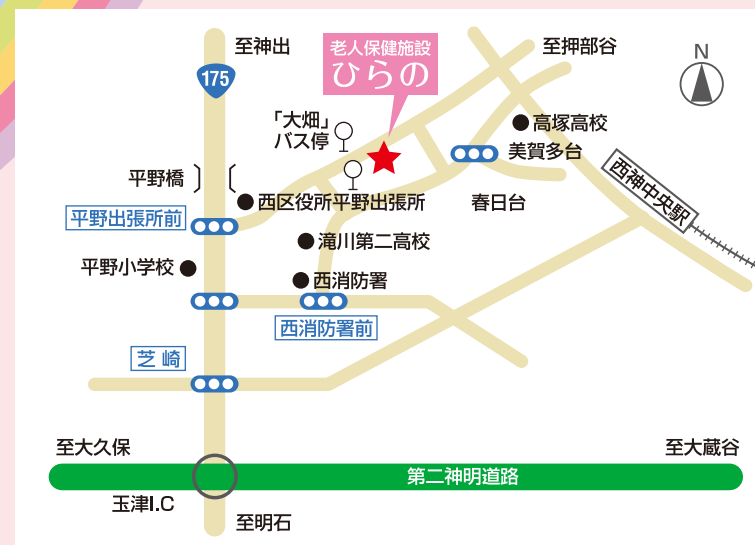 至神出
老人保健施設
ひらの
至押部谷
N
175
「大畑」
バス停
高塚高校
美賀多台
平野橋
西神中央駅
西区役所平野出張所
春日台
平野出張所前
滝川第二高校
平野小学校
西消防署
西消防署前
芝崎
至大久保
至大蔵谷
第二神明道路
玉津I.C
至明石